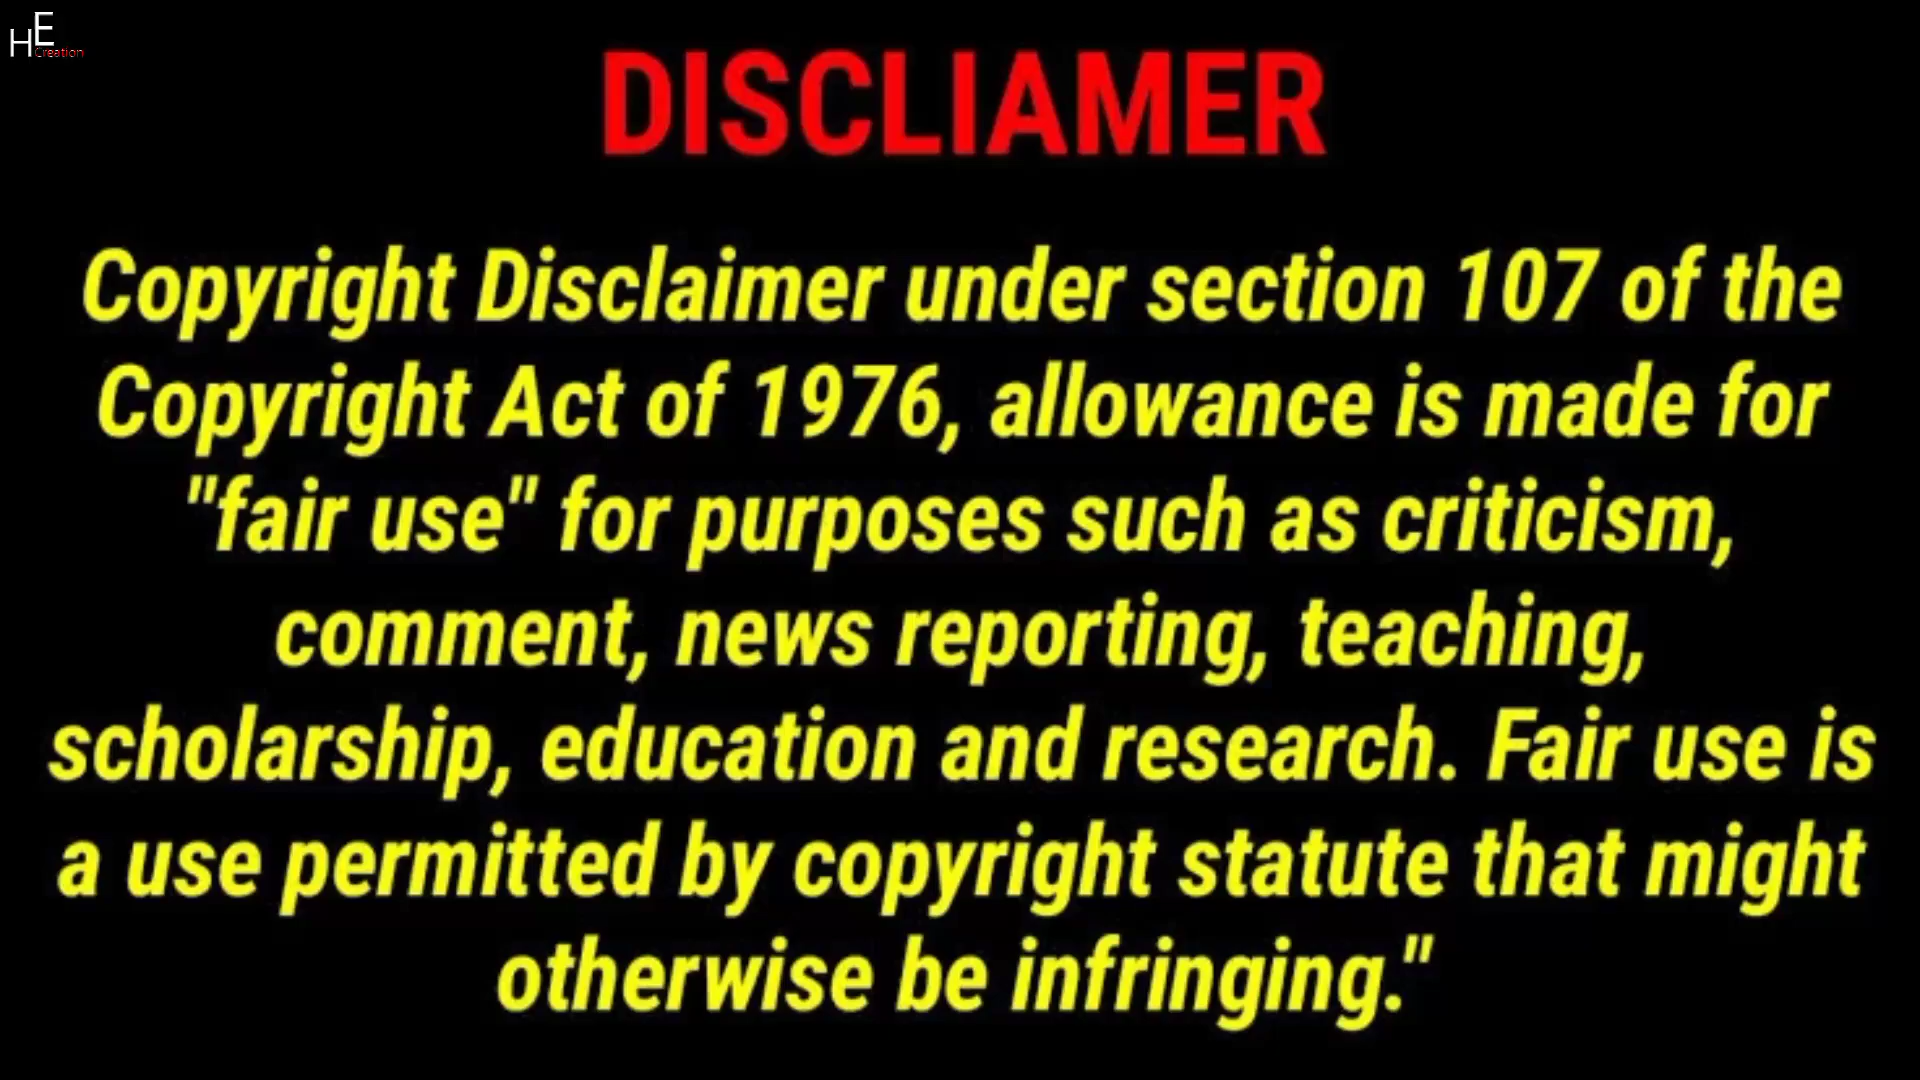 HE
Creation
DISCLIAMER
Copyright Disclaimer under section 107 of the
Copyright Act of 1976, allowance is made for
"fair use" for purposes such as criticism,
comment, news reporting, teaching,
scholarship, education and research. Fair use is
a use permitted by copyright statute that might
otherwise be infringing."